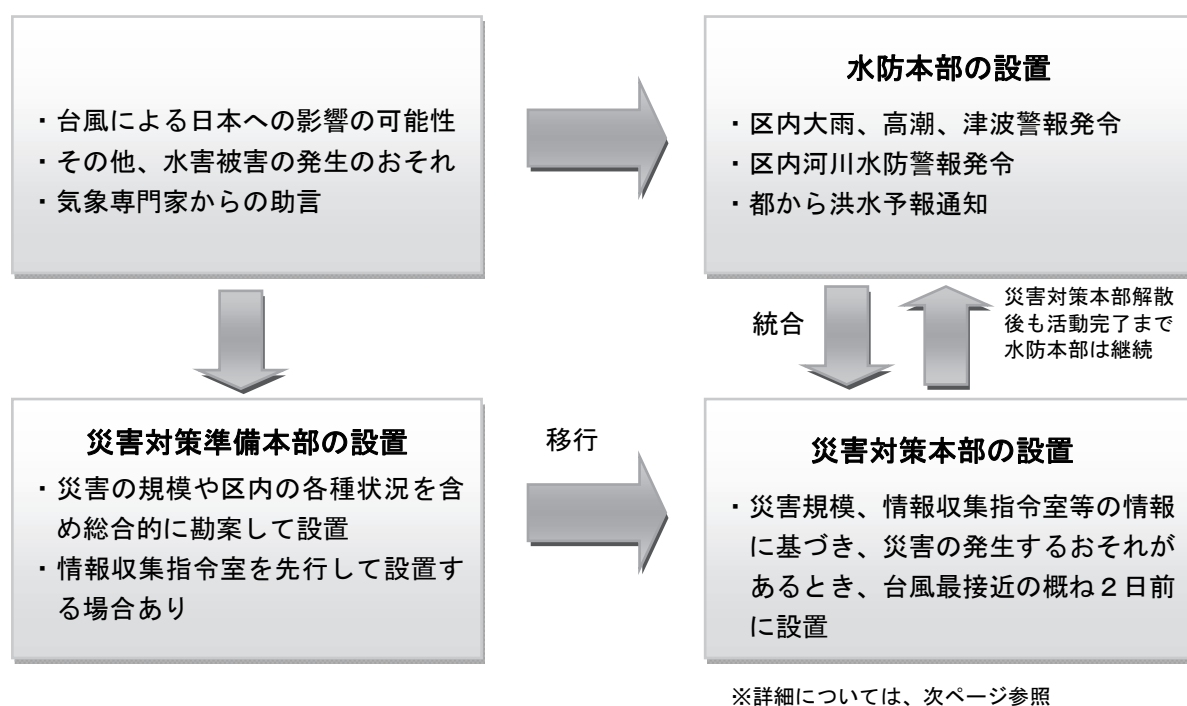 ・台風による日本への影響の可能性
・その他、水害被害の発生のおそれ
・気象専門家からの助言
水防本部の設置
・区内大雨、高潮、津波警報発令
・区内河川水防警報発令
・都から洪水予報通知
統合
災害対策本部解散
後も活動完了まで
水防本部は継続
災害対策準備本部の設置
・災害の規模や区内の各種状況を含
め総合的に勘案して設置
・情報収集指令室を先行して設置す
る場合あり
移行
災害対策本部の設置
・災害規模、情報収集指令室等の情報
に基づき、災害の発生するおそれが
あるとき、台風最接近の概ね２日前
に設置
※詳細については、次ページ参照